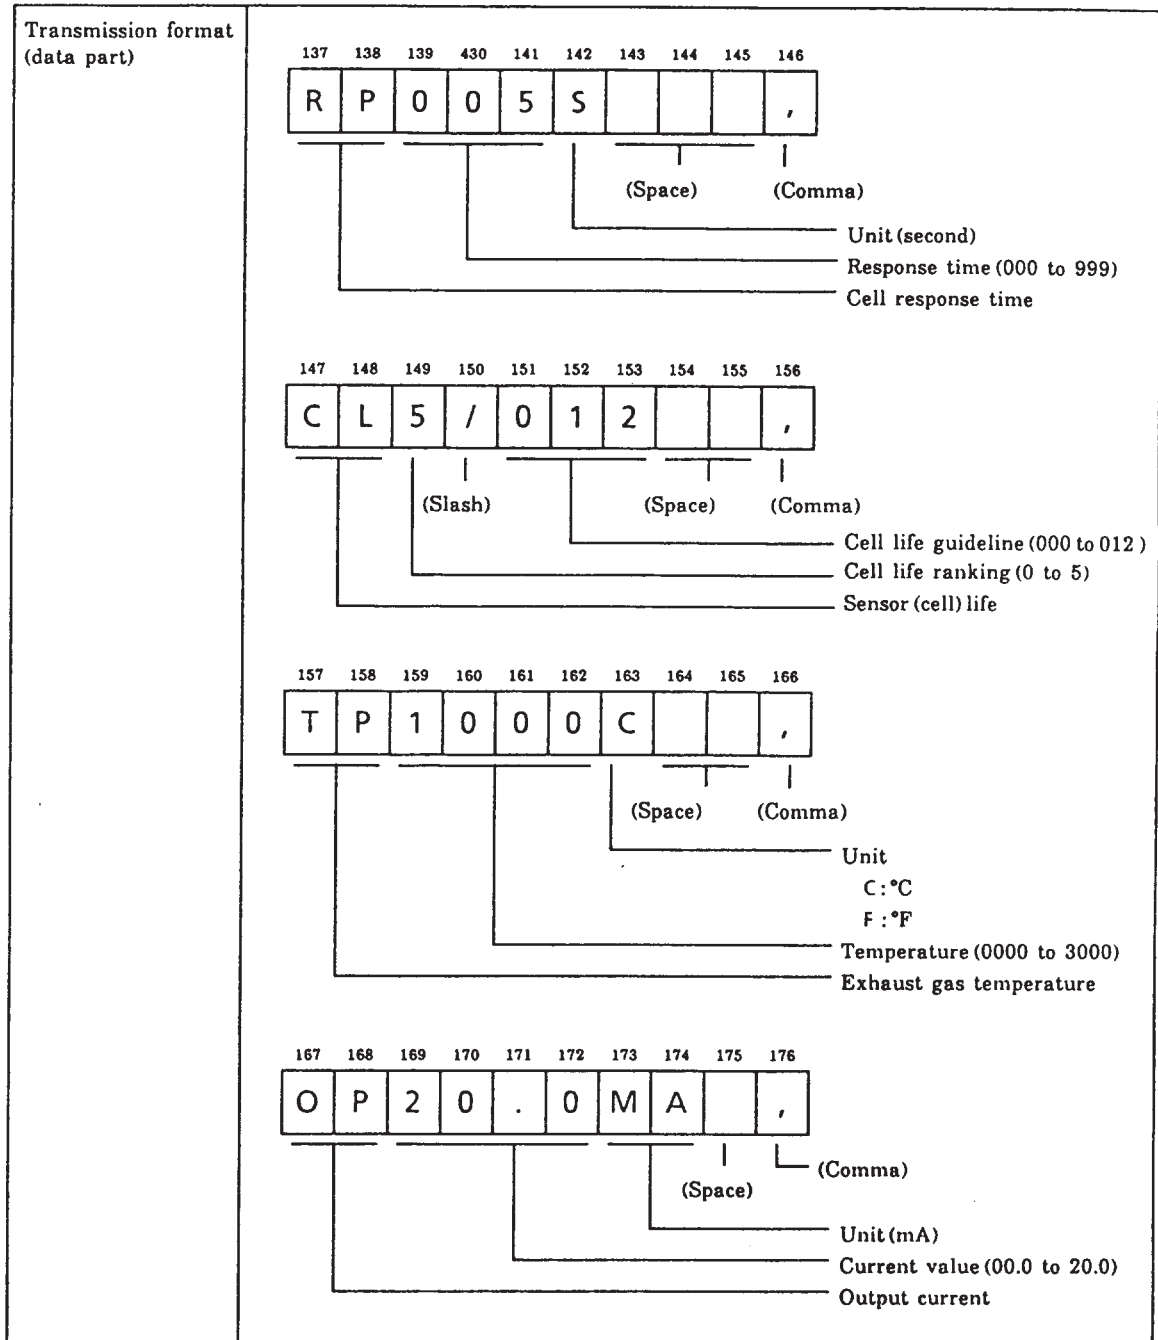 Transmission format
(data part)
137 138 139 430 141 142 143 144 145 146
R P 0 0 5 S ,
(Space) (Comma)
Unit (second)
Response time (000 to 999)
Cell response time
147 148 149 150 151 152 153 154 155 156
C L 5 / 0 1 2 ,
(Slash) (Space) (Comma)
Cell life guideline (000 to 012)
Cell life ranking (0 to 5)
Sensor (cell) life
157 158 159 160 161 162 163 164 165 166
T P 1 0 0 0 C ,
(Space) (Comma)
Unit
C : °C
F : °F
Temperature (0000 to 3000)
Exhaust gas temperature
167 168 169 170 171 172 173 174 175 176
O P 2 0 . 0 M A ,
(Comma)
(Space)
Unit (mA)
Current value (00.0 to 20.0)
Output current